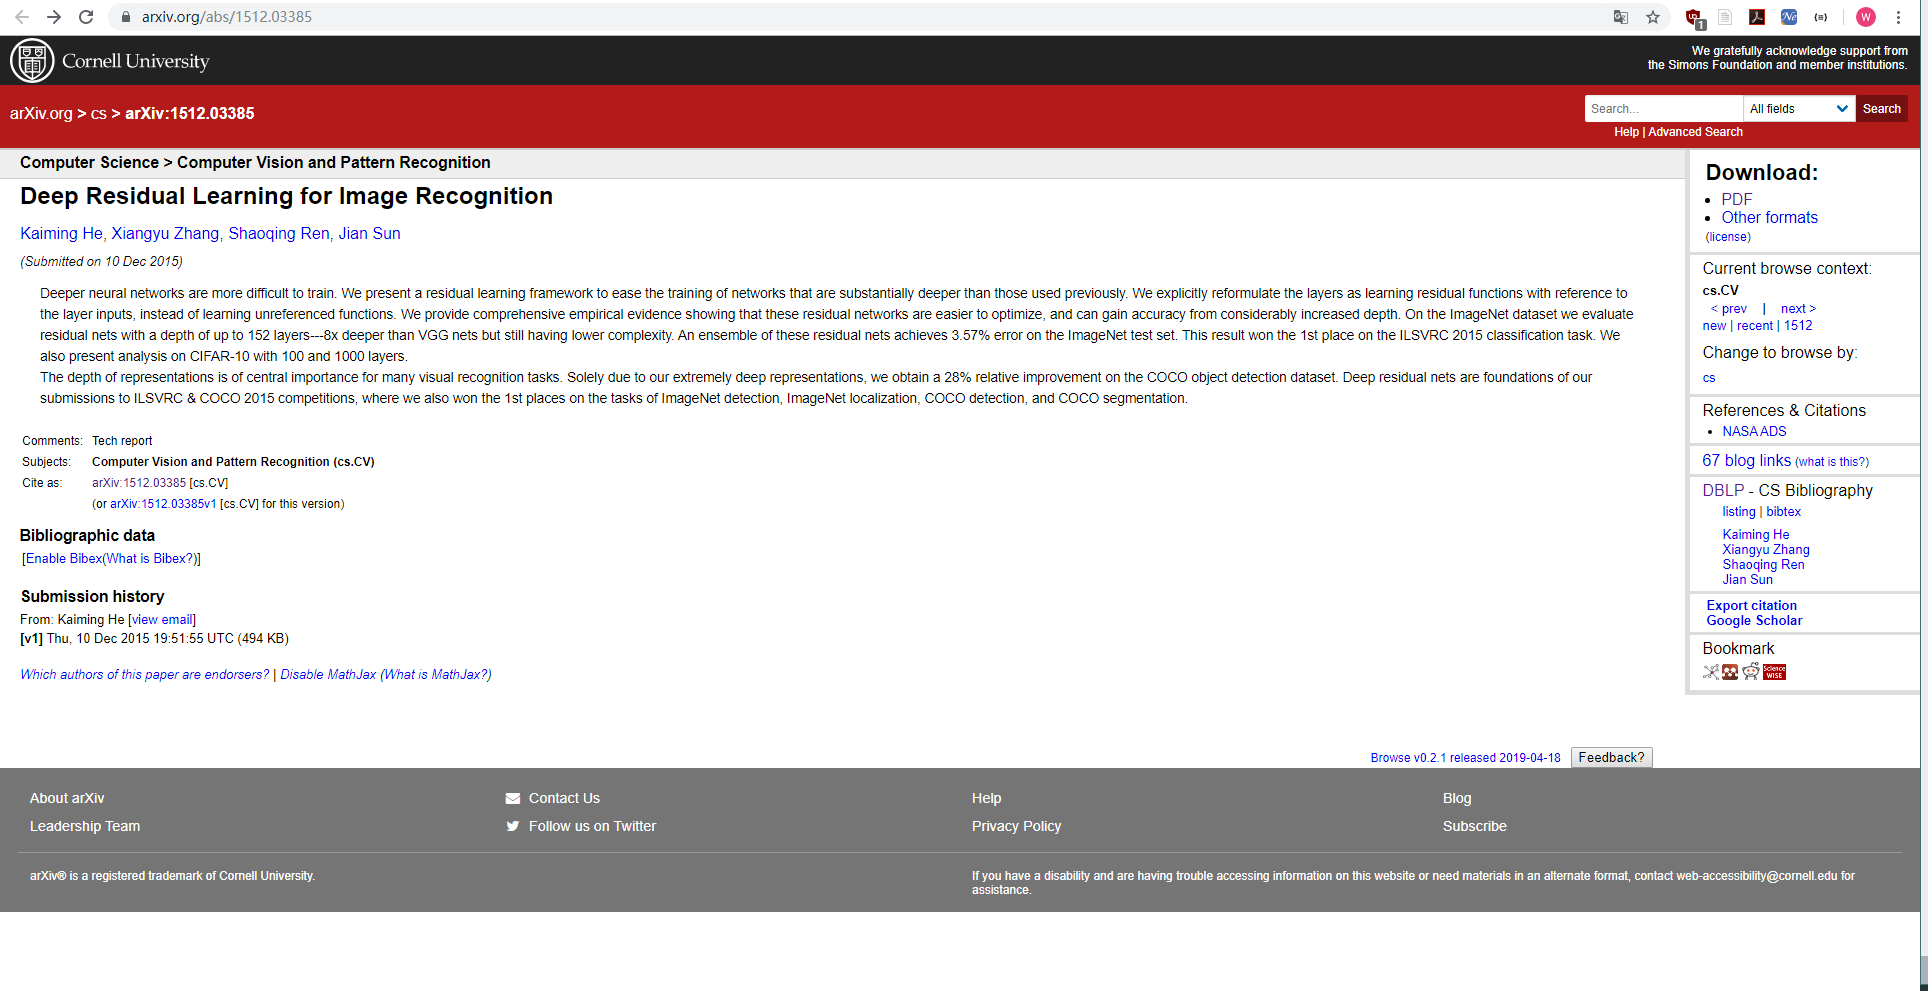 arxiv.org/abs/1512.03385
1
W
Cornell University
We gratefully acknowledge support from
the Simons Foundation and member institutions.
arXiv.org > cs > arXiv:1512.03385
Search...
All fields
Search
Help | Advanced Search
Computer Science > Computer Vision and Pattern Recognition
Deep Residual Learning for Image Recognition
Kaiming He, Xiangyu Zhang, Shaoqing Ren, Jian Sun
(Submitted on 10 Dec 2015)
Deeper neural networks are more difficult to train. We present a residual learning framework to ease the training of networks that are substantially deeper than those used previously. We explicitly reformulate the layers as learning residual functions with reference to
the layer inputs, instead of learning unreferenced functions. We provide comprehensive empirical evidence showing that these residual networks are easier to optimize, and can gain accuracy from considerably increased depth. On the ImageNet dataset we evaluate
residual nets with a depth of up to 152 layers---8x deeper than VGG nets but still having lower complexity. An ensemble of these residual nets achieves 3.57% error on the ImageNet test set. This result won the 1st place on the ILSVRC 2015 classification task. We
also present analysis on CIFAR-10 with 100 and 1000 layers.
The depth of representations is of central importance for many visual recognition tasks. Solely due to our extremely deep representations, we obtain a 28% relative improvement on the COCO object detection dataset. Deep residual nets are foundations of our
submissions to ILSVRC & COCO 2015 competitions, where we also won the 1st places on the tasks of ImageNet detection, ImageNet localization, COCO detection, and COCO segmentation.
Comments: Tech report
Subjects: Computer Vision and Pattern Recognition (cs.CV)
Cite as: arXiv:1512.03385 [cs.CV]
(or arXiv:1512.03385v1 [cs.CV] for this version)
Bibliographic data
[Enable Bibex(What is Bibex?)]
Submission history
From: Kaiming He [view email]
[v1] Thu, 10 Dec 2015 19:51:55 UTC (494 KB)
Which authors of this paper are endorsers? | Disable MathJax (What is MathJax?)
Download:
PDF
Other formats
(license)
Current browse context:
cs.CV
< prev | next >
new | recent | 1512
Change to browse by:
cs
References & Citations
NASA ADS
67 blog links (what is this?)
DBLP - CS Bibliography
listing | bibtex
Kaiming He
Xiangyu Zhang
Shaoqing Ren
Jian Sun
Export citation
Google Scholar
Bookmark
Science
WISE
Browse v0.2.1 released 2019-04-18
Feedback?
About arXiv
Leadership Team
Contact Us
Follow us on Twitter
Help
Privacy Policy
Blog
Subscribe
arXiv® is a registered trademark of Cornell University.
If you have a disability and are having trouble accessing information on this website or need materials in an alternate format, contact web-accessibility@cornell.edu for
assistance.